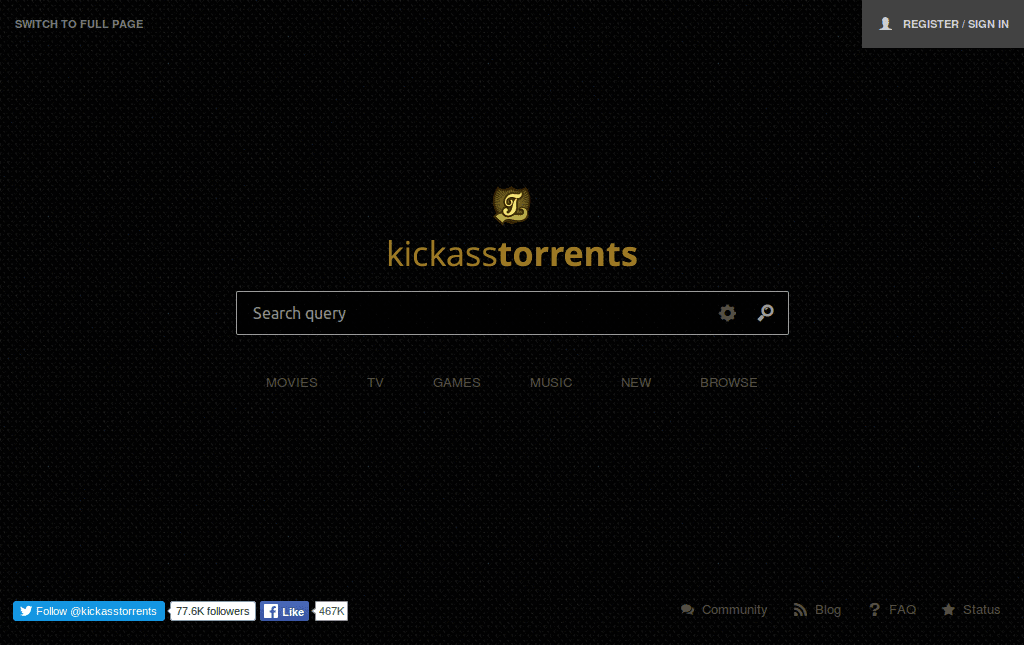 SWITCH TO FULL PAGE
REGISTER / SIGN IN
T
kickasstorrents
Search query
MOVIES TV GAMES MUSIC NEW BROWSE
Follow @kickasstorrents 77.6K followers Like 467K
Community Blog FAQ Status